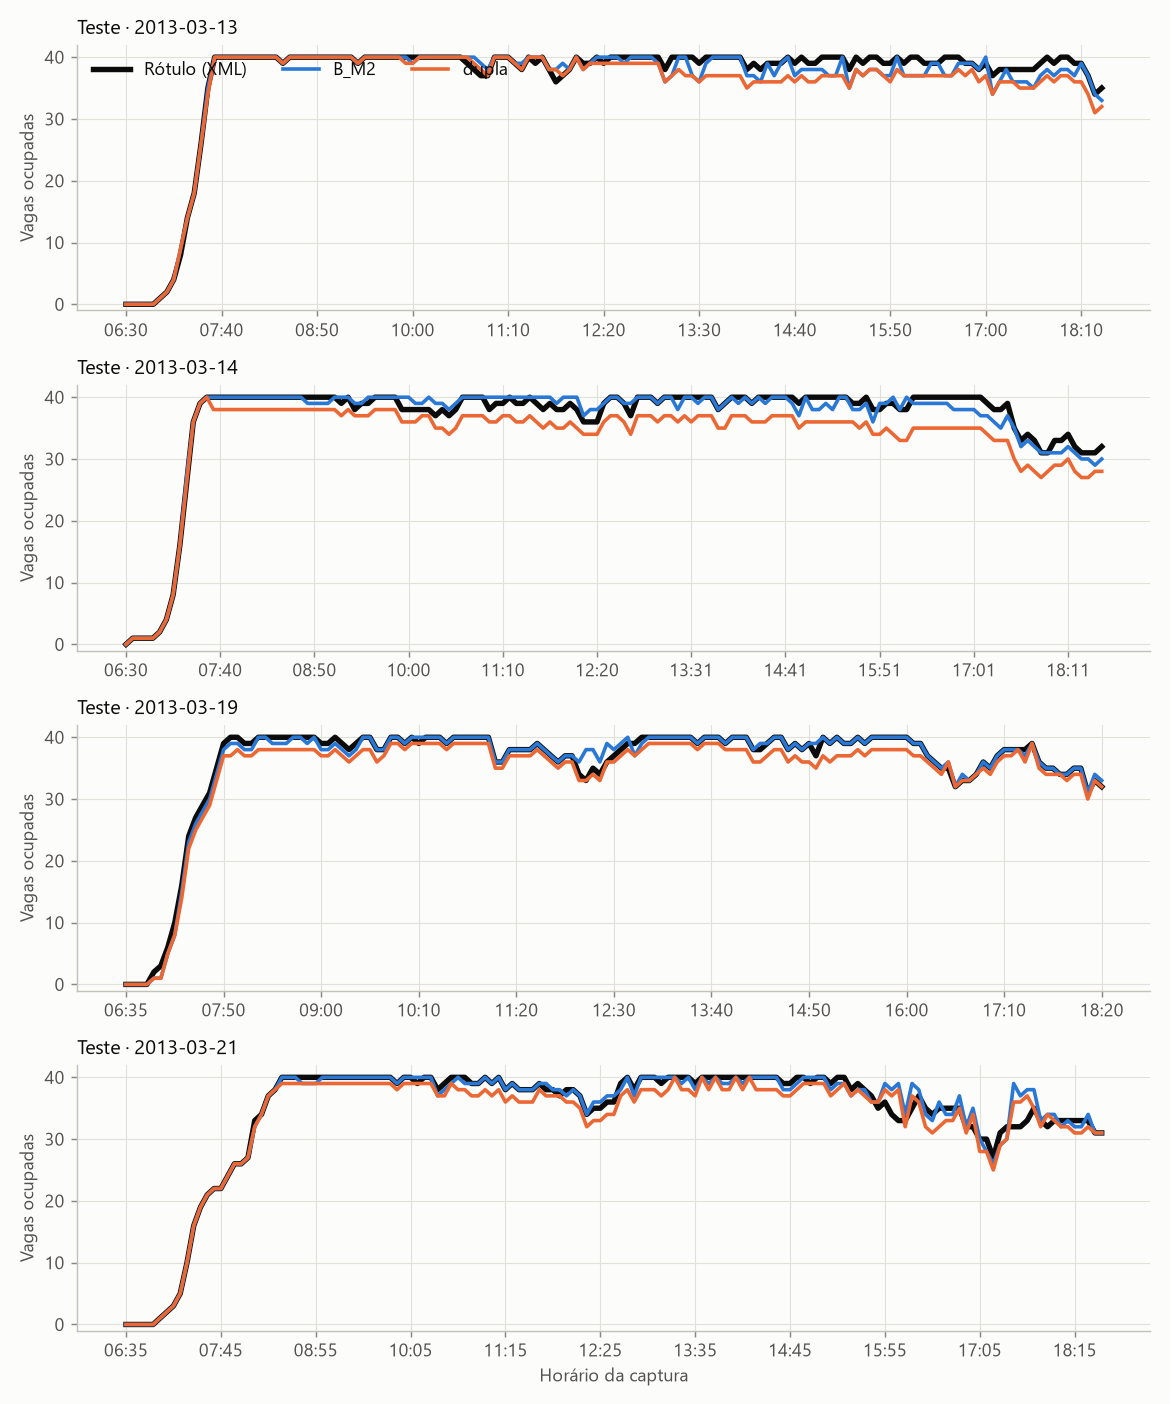 Teste · 2013-03-13
Rótulo (XML) B_M2 dupla
Vagas ocupadas
40
30
20
10
0
06:30 07:40 08:50 10:00 11:10 12:20 13:30 14:40 15:50 17:00 18:10
Teste · 2013-03-14
Vagas ocupadas
40
30
20
10
0
06:30 07:40 08:50 10:00 11:10 12:20 13:31 14:41 15:51 17:01 18:11
Teste · 2013-03-19
Vagas ocupadas
40
30
20
10
0
06:35 07:50 09:00 10:10 11:20 12:30 13:40 14:50 16:00 17:10 18:20
Teste · 2013-03-21
Vagas ocupadas
40
30
20
10
0
06:35 07:45 08:55 10:05 11:15 12:25 13:35 14:45 15:55 17:05 18:15
Horário da captura